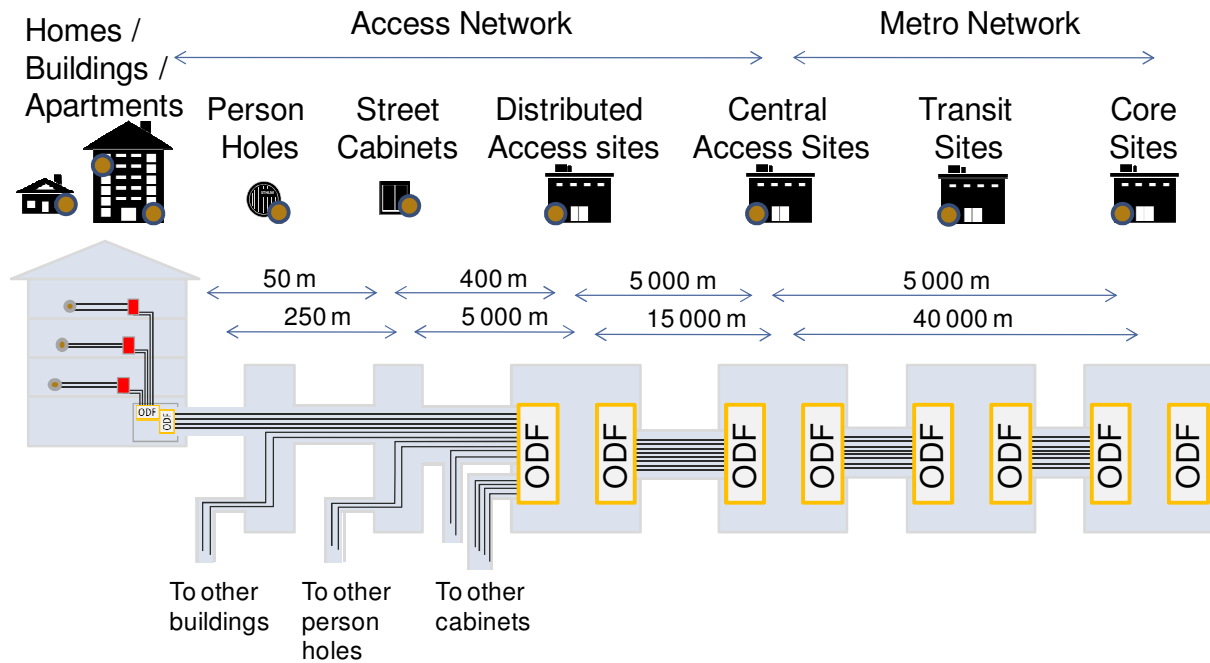 Homes /
Buildings /
Apartments
Access Network
Metro Network
Person
Holes
Street
Cabinets
Distributed
Access sites
Central
Access Sites
Transit
Sites
Core
Sites
50 m
400 m
5 000 m
5 000 m
250 m
5 000 m
15 000 m
40 000 m
ODF
ODF
ODF
ODF
ODF
ODF
ODF
ODF
ODF
ODF
To other
buildings
To other
person
holes
To other
cabinets